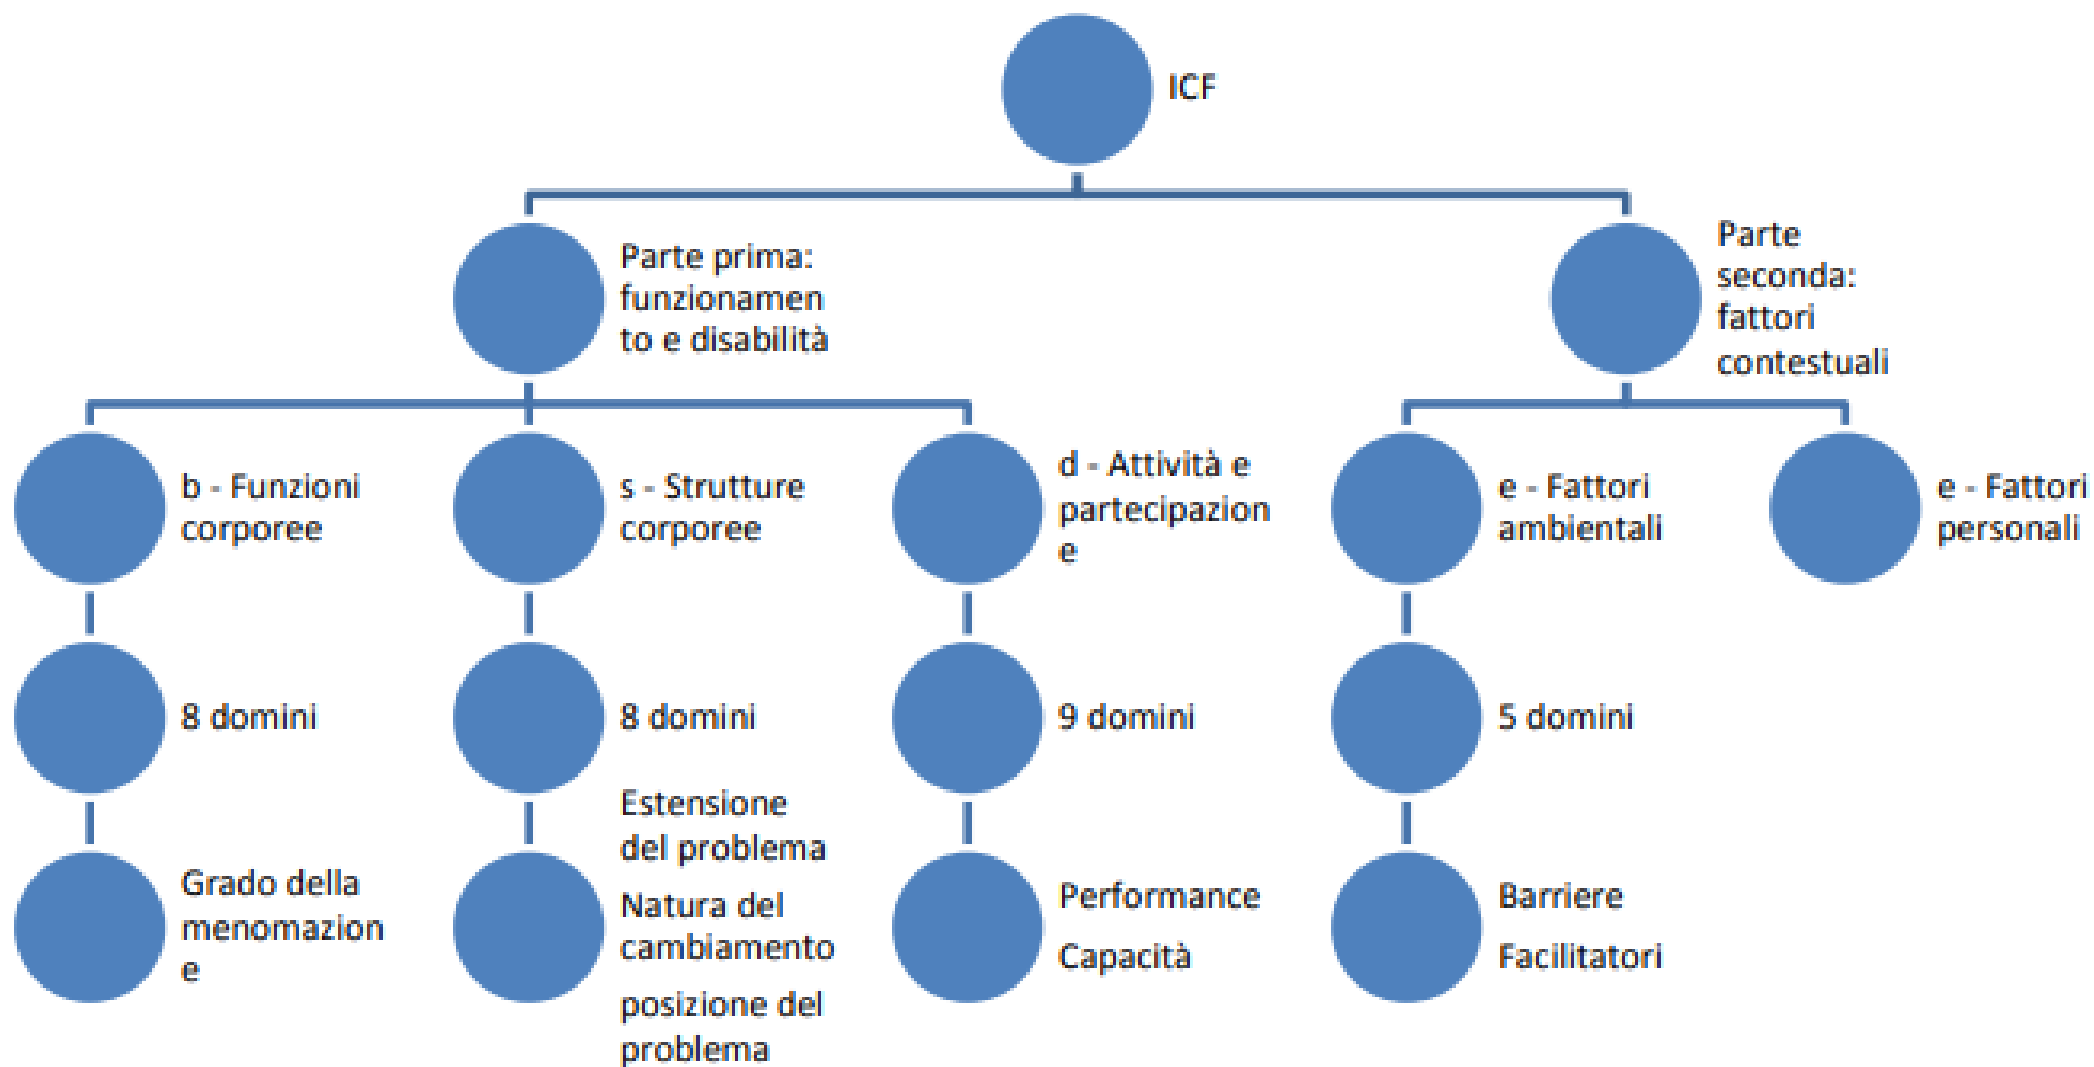 ICF
Parte prima:
funzionamen
to e disabilità
Parte
seconda:
fattori
contestuali
b - Funzioni
corporee
s - Strutture
corporee
d - Attività e
partecipazion
e
e - Fattori
ambientali
e - Fattori
personali
8 domini
8 domini
9 domini
5 domini
Grado della
menomazion
e
Estensione
del problema
Natura del
cambiamento
posizione del
problema
Performance
Capacità
Barriere
Facilitatori